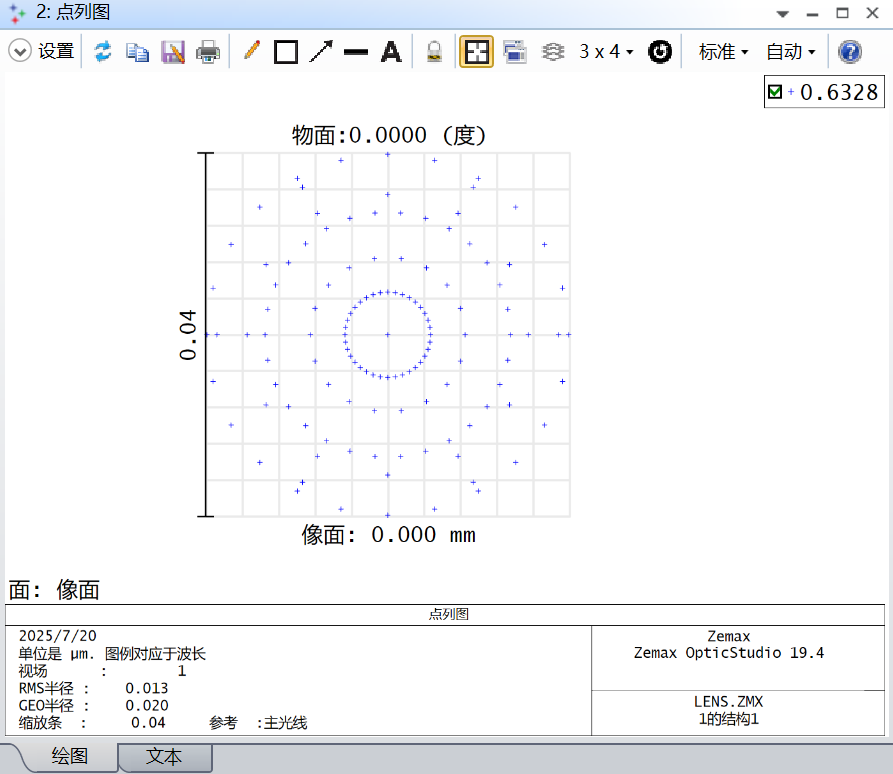 2: 点列图
设置
A
3 x 4
标准
自动
0.6328
物面:0.0000 (度)
0.04
像面: 0.000 mm
面: 像面
点列图
2025/7/20
单位是 µm. 图例对应于波长
视场 : 1
RMS半径 : 0.013
GEO半径 : 0.020
缩放条 : 0.04 参考 :主光线
Zemax
Zemax OpticStudio 19.4
LENS.ZMX
1的结构1
绘图
文本